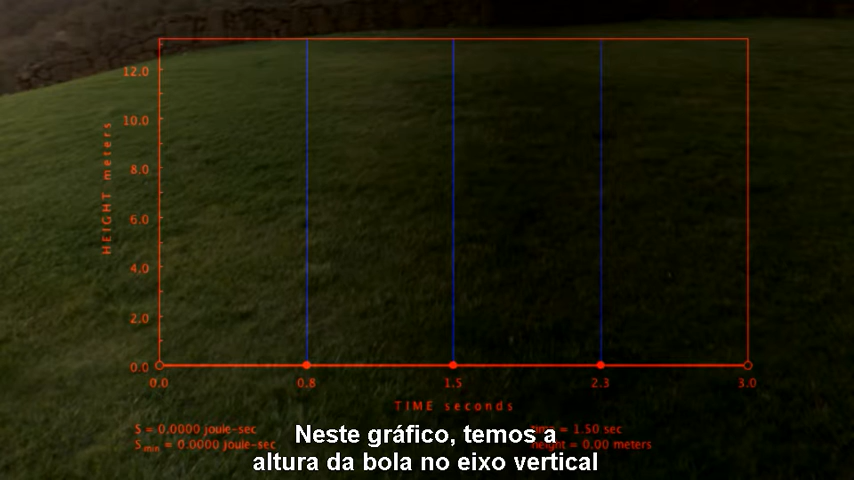 12.0
10.0
8.0
6.0
4.0
2.0
0.0
HEIGHT meters
0.0 0.8 1.5 2.3 3.0
TIME seconds
S = 0.0000 joule-sec
Smin = 0.0000 joule-sec
time = 1.50 sec
height = 0.00 meters
Neste gráfico, temos a
altura da bola no eixo vertical